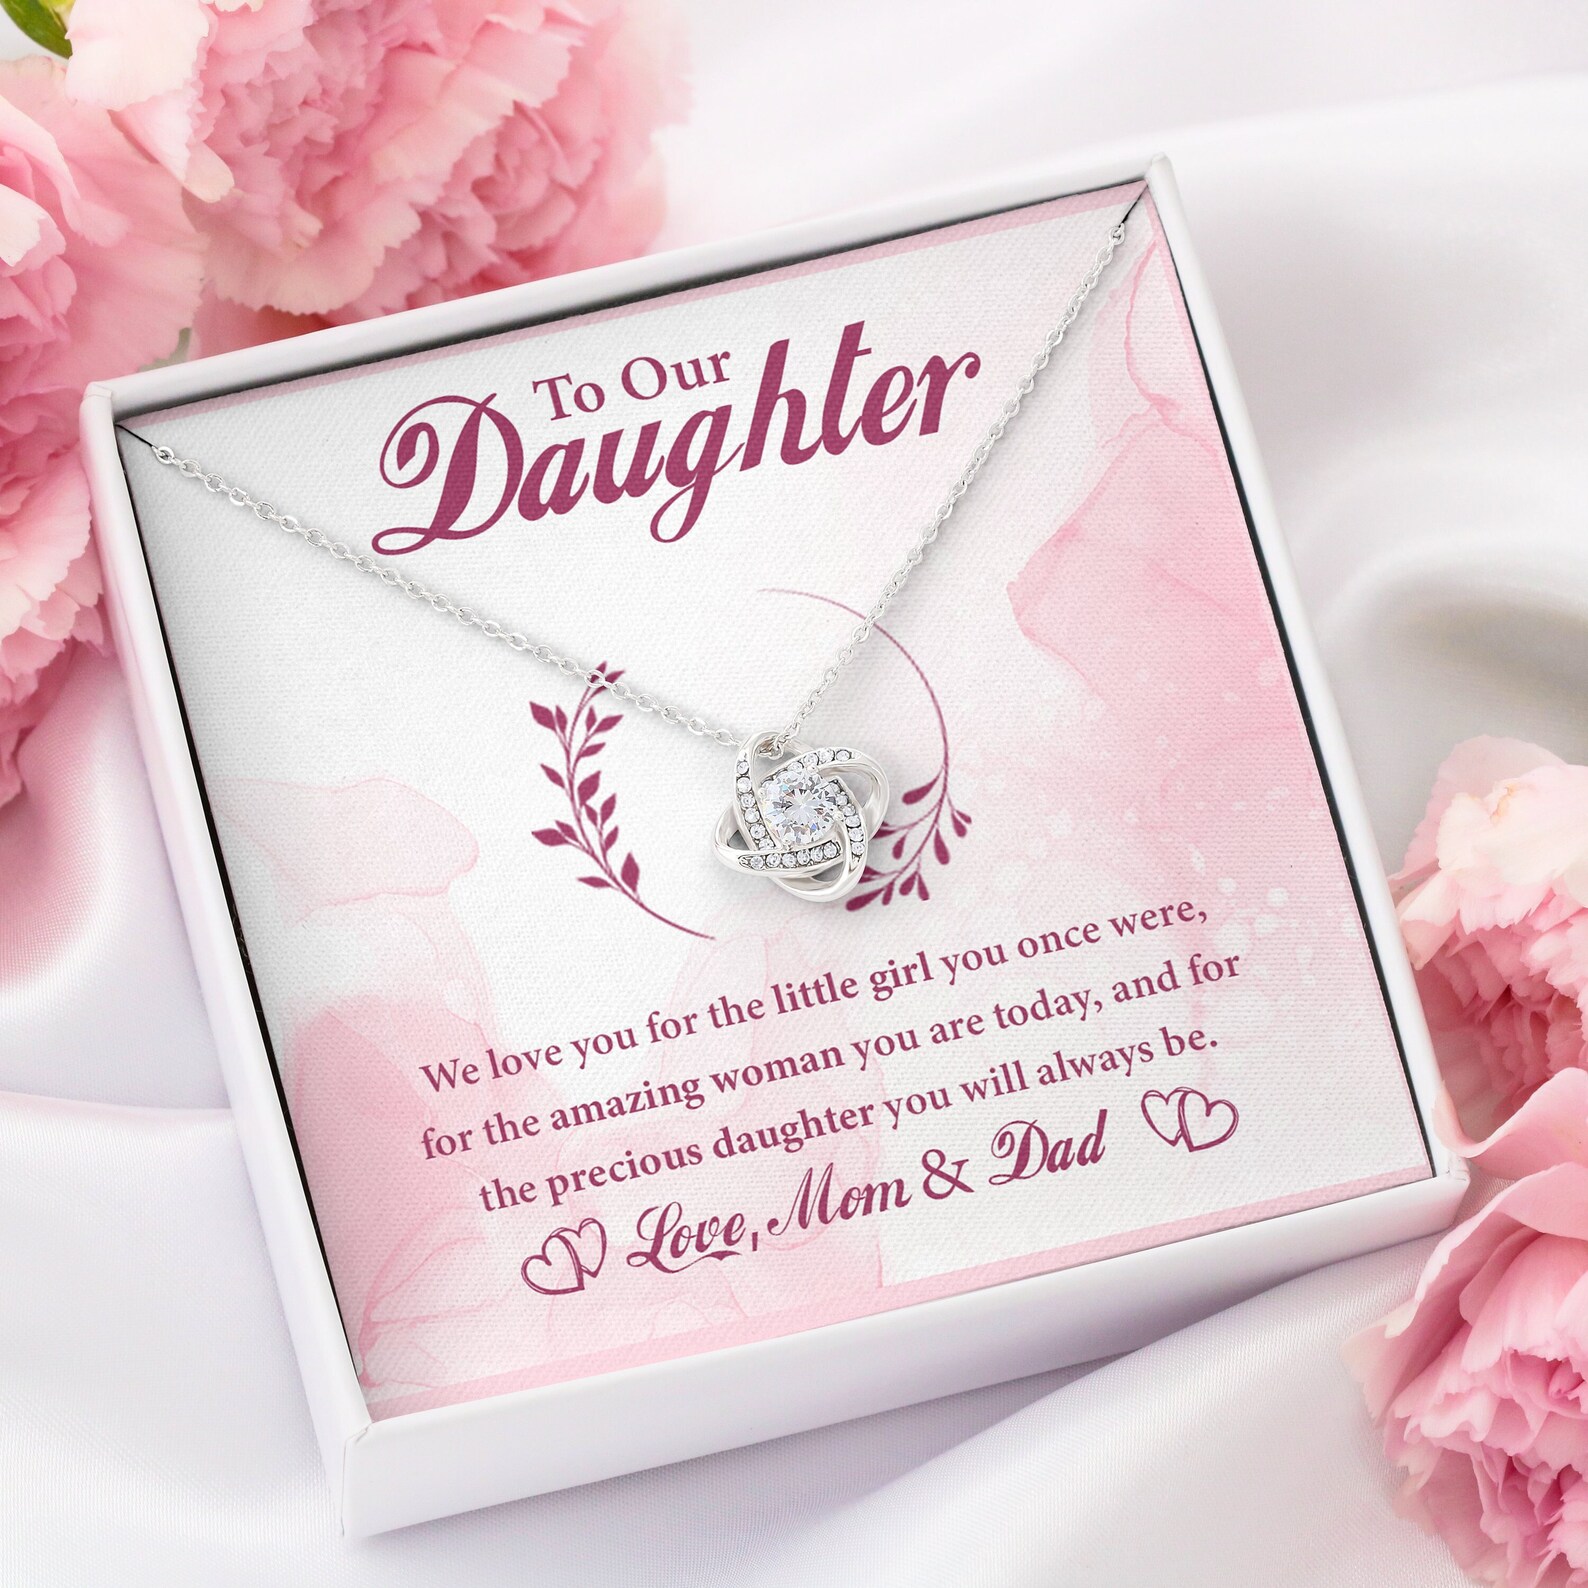 To Our
Daughter
We love you for the little girl you once were,
for the amazing woman you are today, and for
the precious daughter you will always be.
Love, Mom & Dad